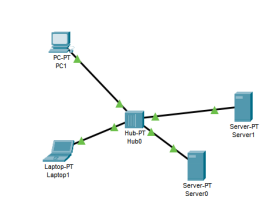 PC-PT
PC1
Server-PT
Server1
Hub-PT
Hub0
Laptop-PT
Laptop1
Server-PT
Server0